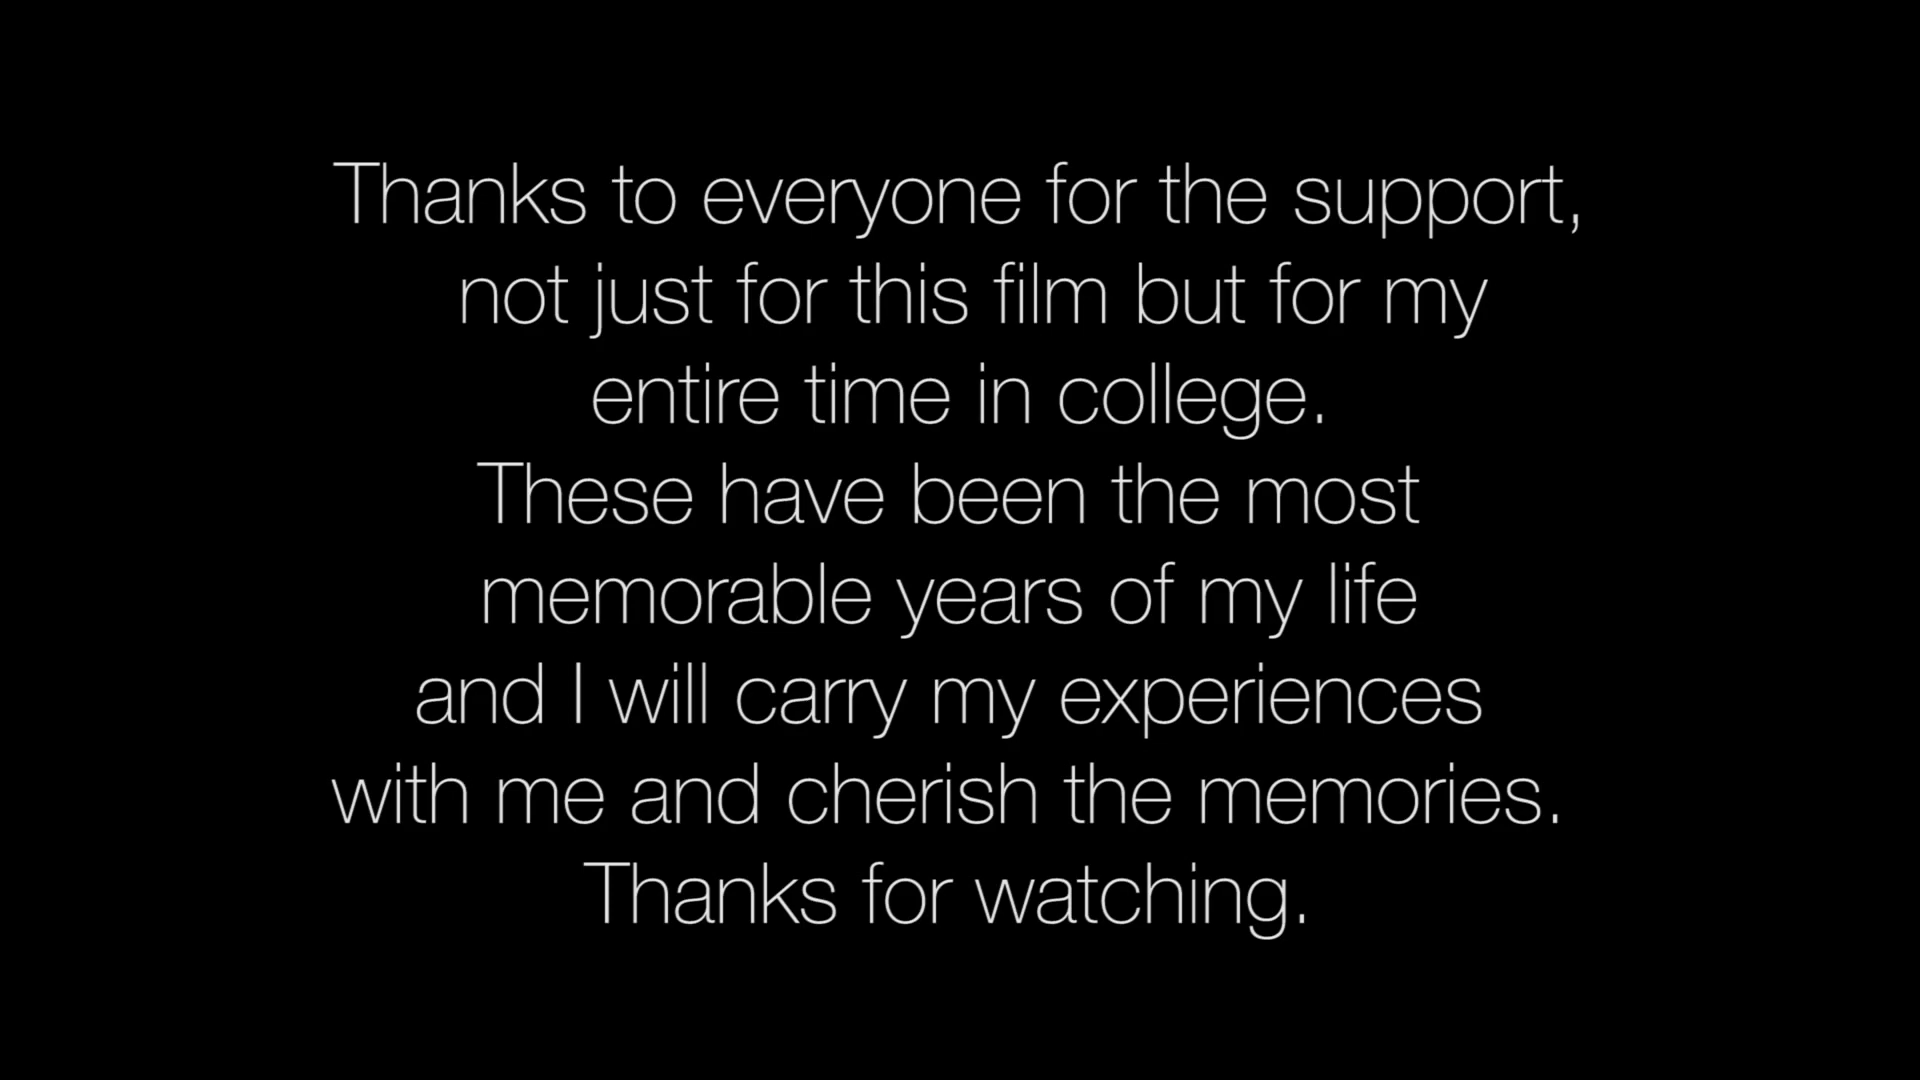 Thanks to everyone for the support,
not just for this film but for my
entire time in college.
These have been the most
memorable years of my life
and I will carry my experiences
with me and cherish the memories.
Thanks for watching.